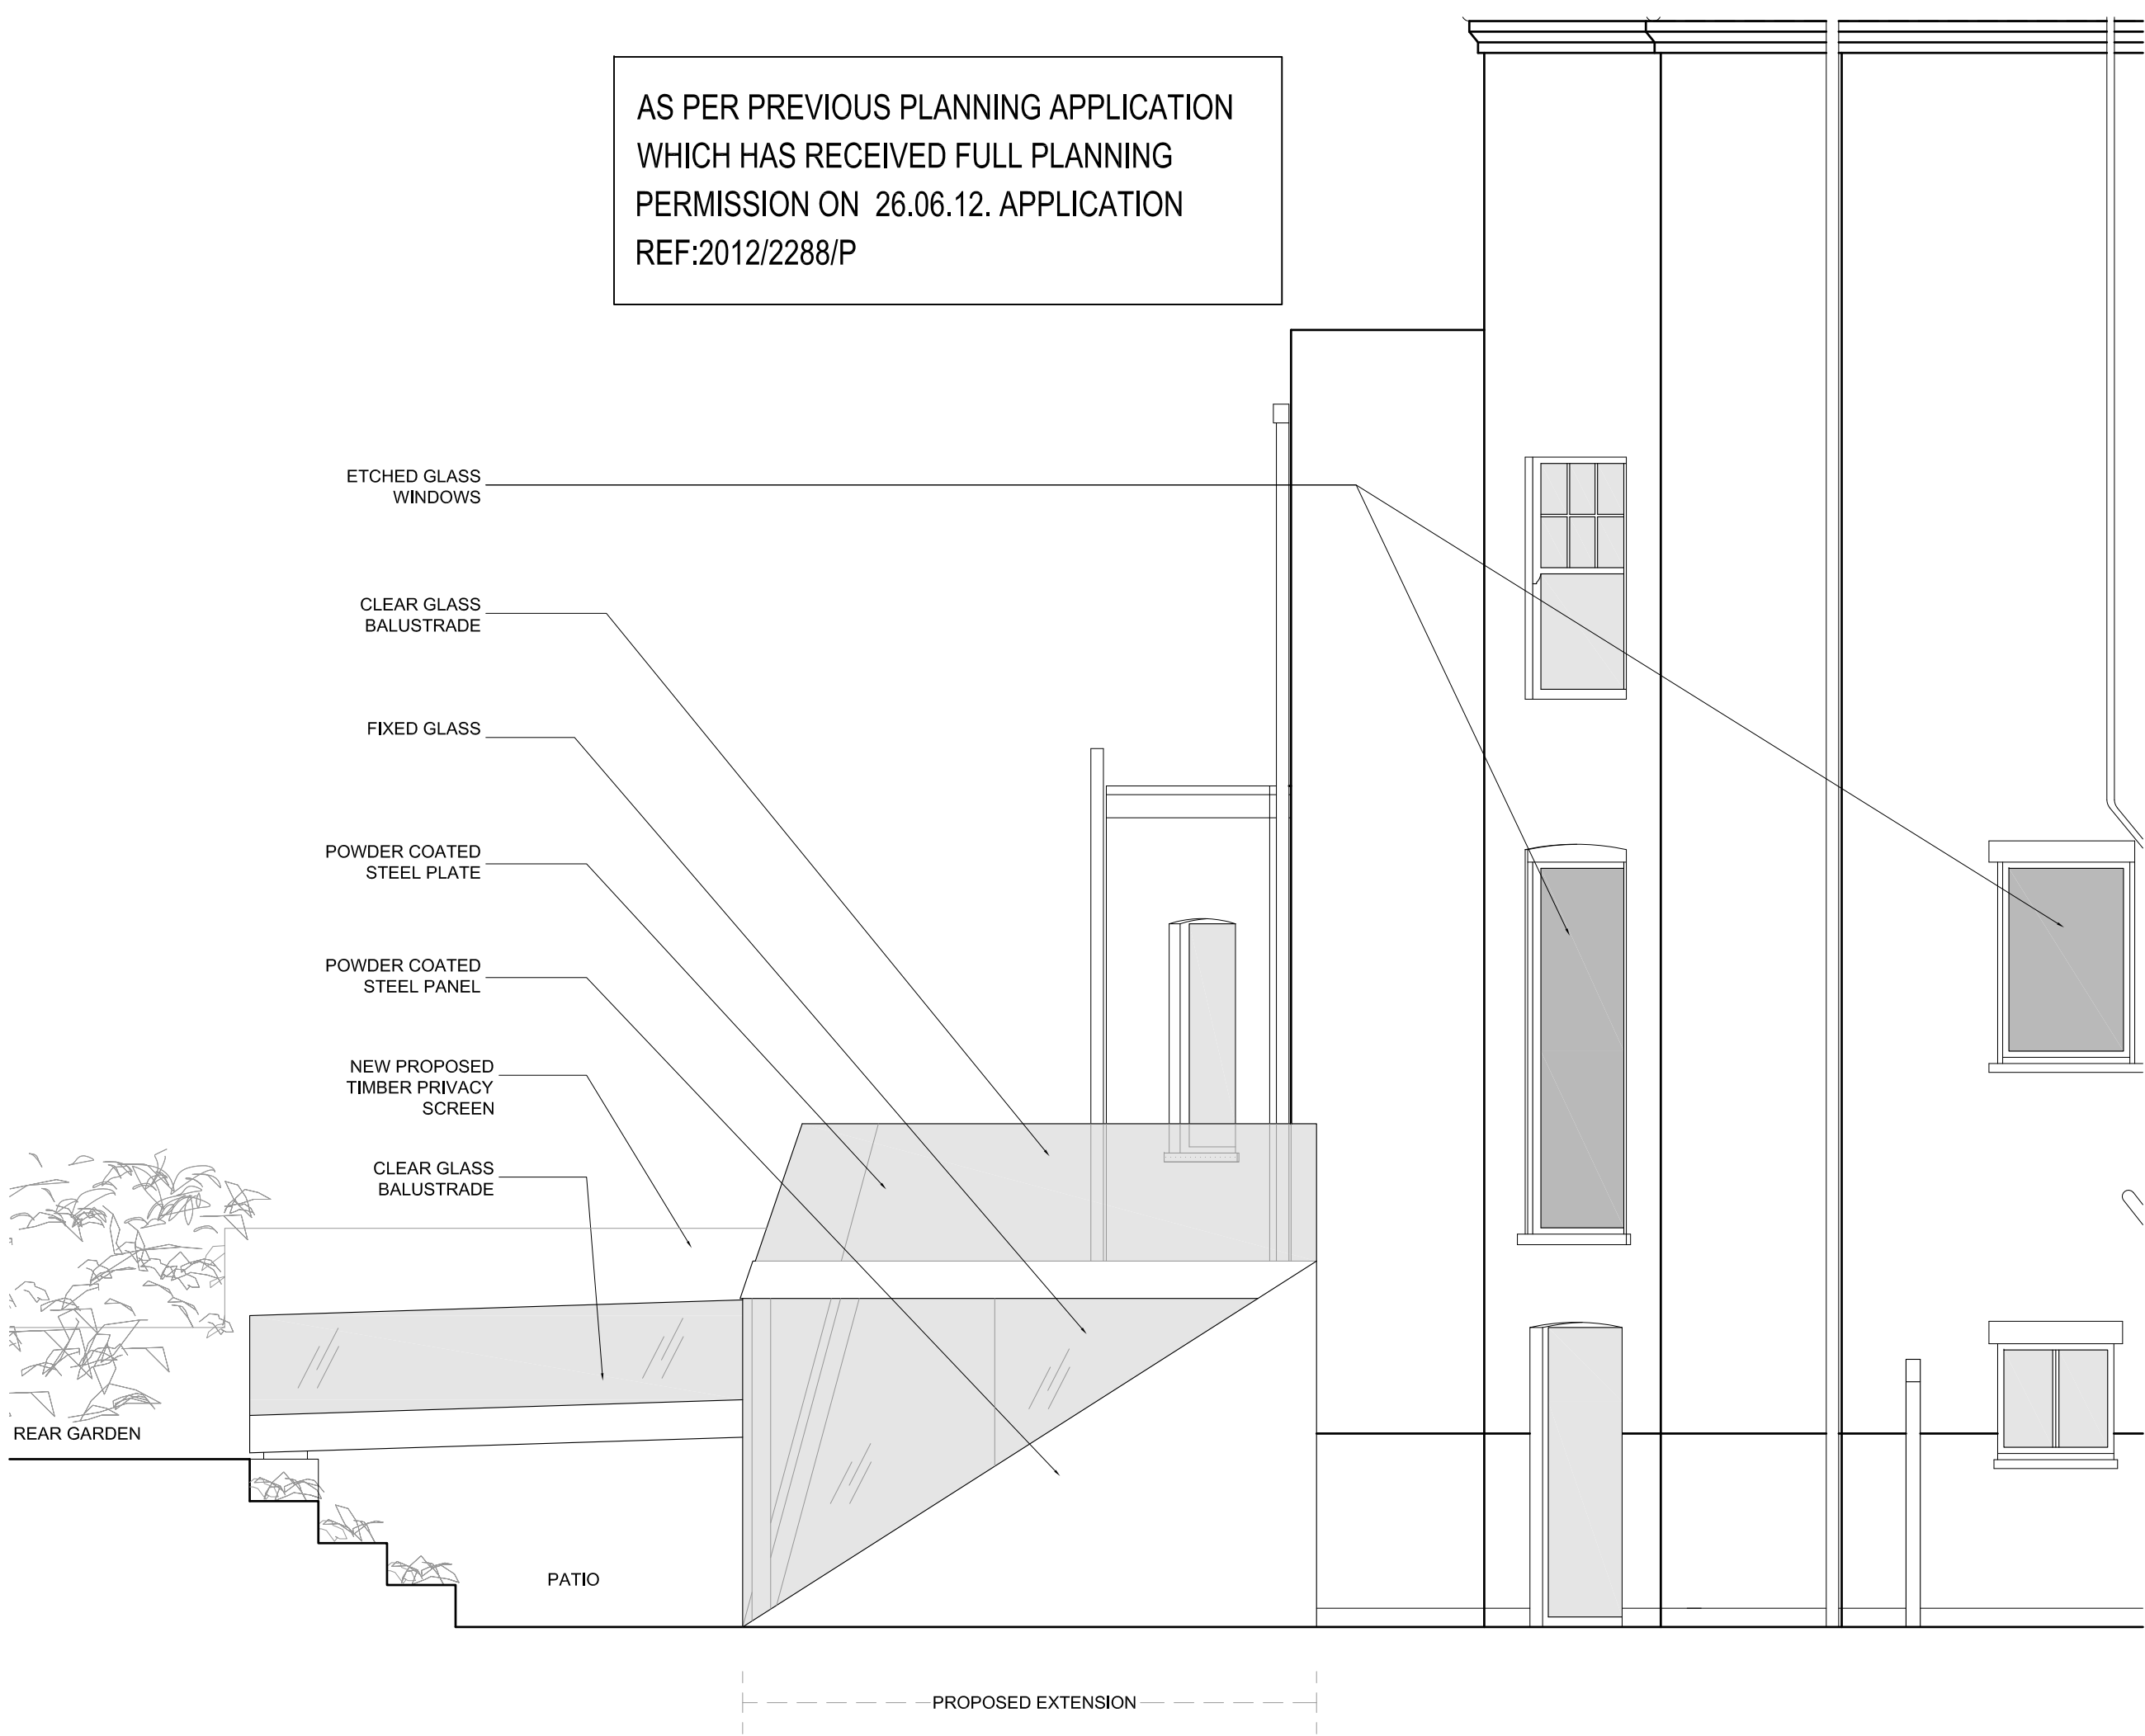 AS PER PREVIOUS PLANNING APPLICATION
WHICH HAS RECEIVED FULL PLANNING
PERMISSION ON 26.06.12. APPLICATION
REF:2012/2288/P
ETCHED GLASS
WINDOWS
CLEAR GLASS
BALUSTRADE
FIXED GLASS
POWDER COATED
STEEL PLATE
POWDER COATED
STEEL PANEL
NEW PROPOSED
TIMBER PRIVACY
SCREEN
CLEAR GLASS
BALUSTRADE
REAR GARDEN
PATIO
PROPOSED EXTENSION